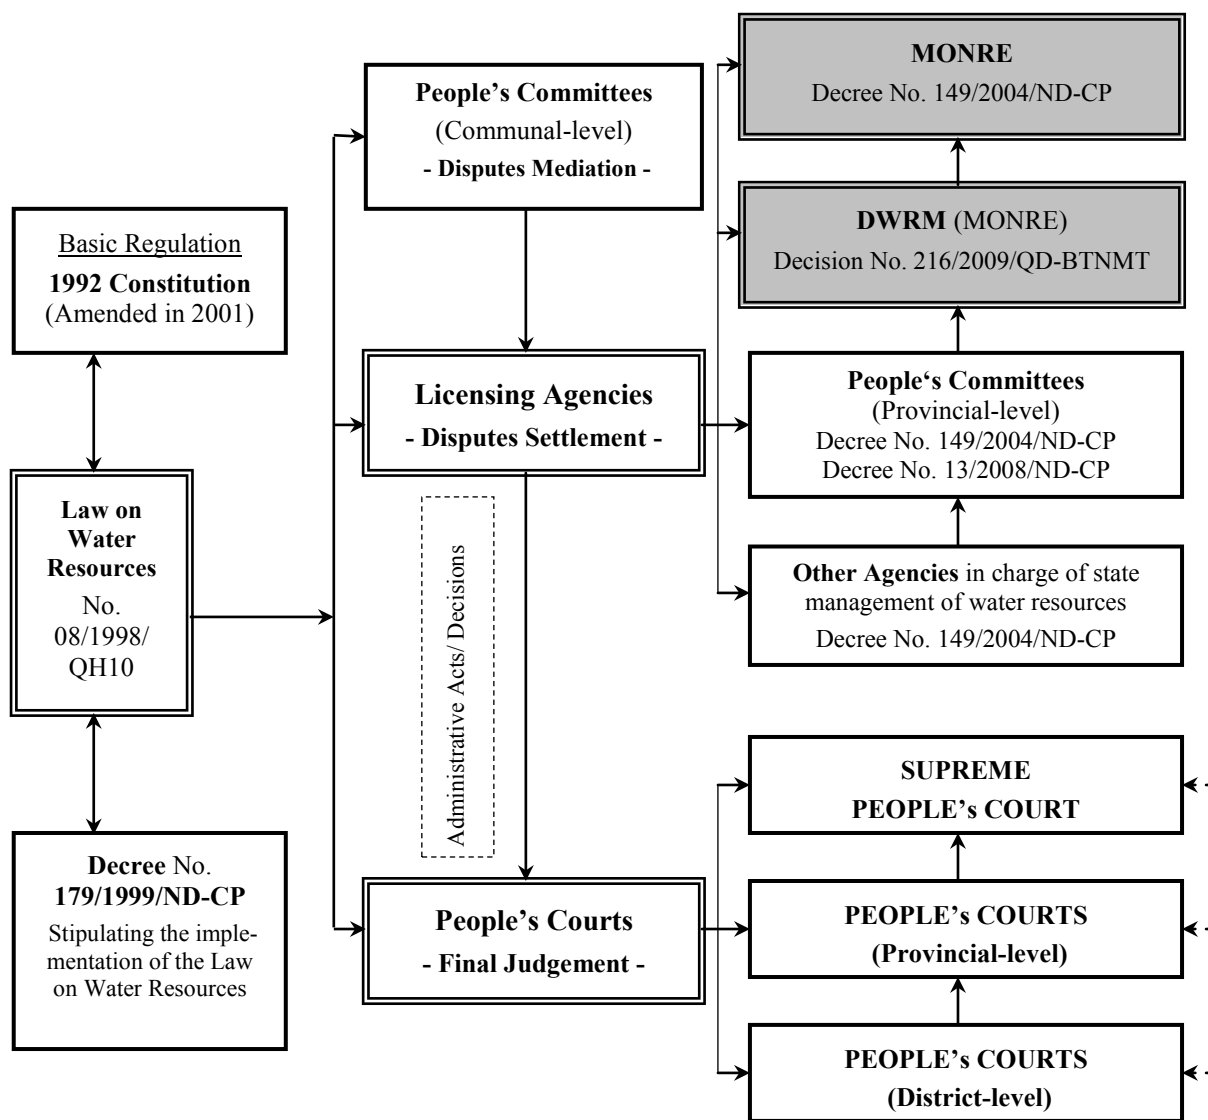 Basic Regulation
1992 Constitution
(Amended in 2001)
Law on
Water
Resources
No.
08/1998/
QH10
Decree No.
179/1999/ND-CP
Stipulating the imple-
mentation of the Law
on Water Resources
People's Committees
(Communal-level)
- Disputes Mediation -
Licensing Agencies
- Disputes Settlement -
Administrative Acts/ Decisions
People's Courts
- Final Judgement -
MONRE
Decree No. 149/2004/ND-CP
DWRM (MONRE)
Decision No. 216/2009/QD-BTNMT
People‘s Committees
(Provincial-level)
Decree No. 149/2004/ND-CP
Decree No. 13/2008/ND-CP
Other Agencies in charge of state
management of water resources
Decree No. 149/2004/ND-CP
SUPREME
PEOPLE's COURT
PEOPLE's COURTS
(Provincial-level)
PEOPLE's COURTS
(District-level)